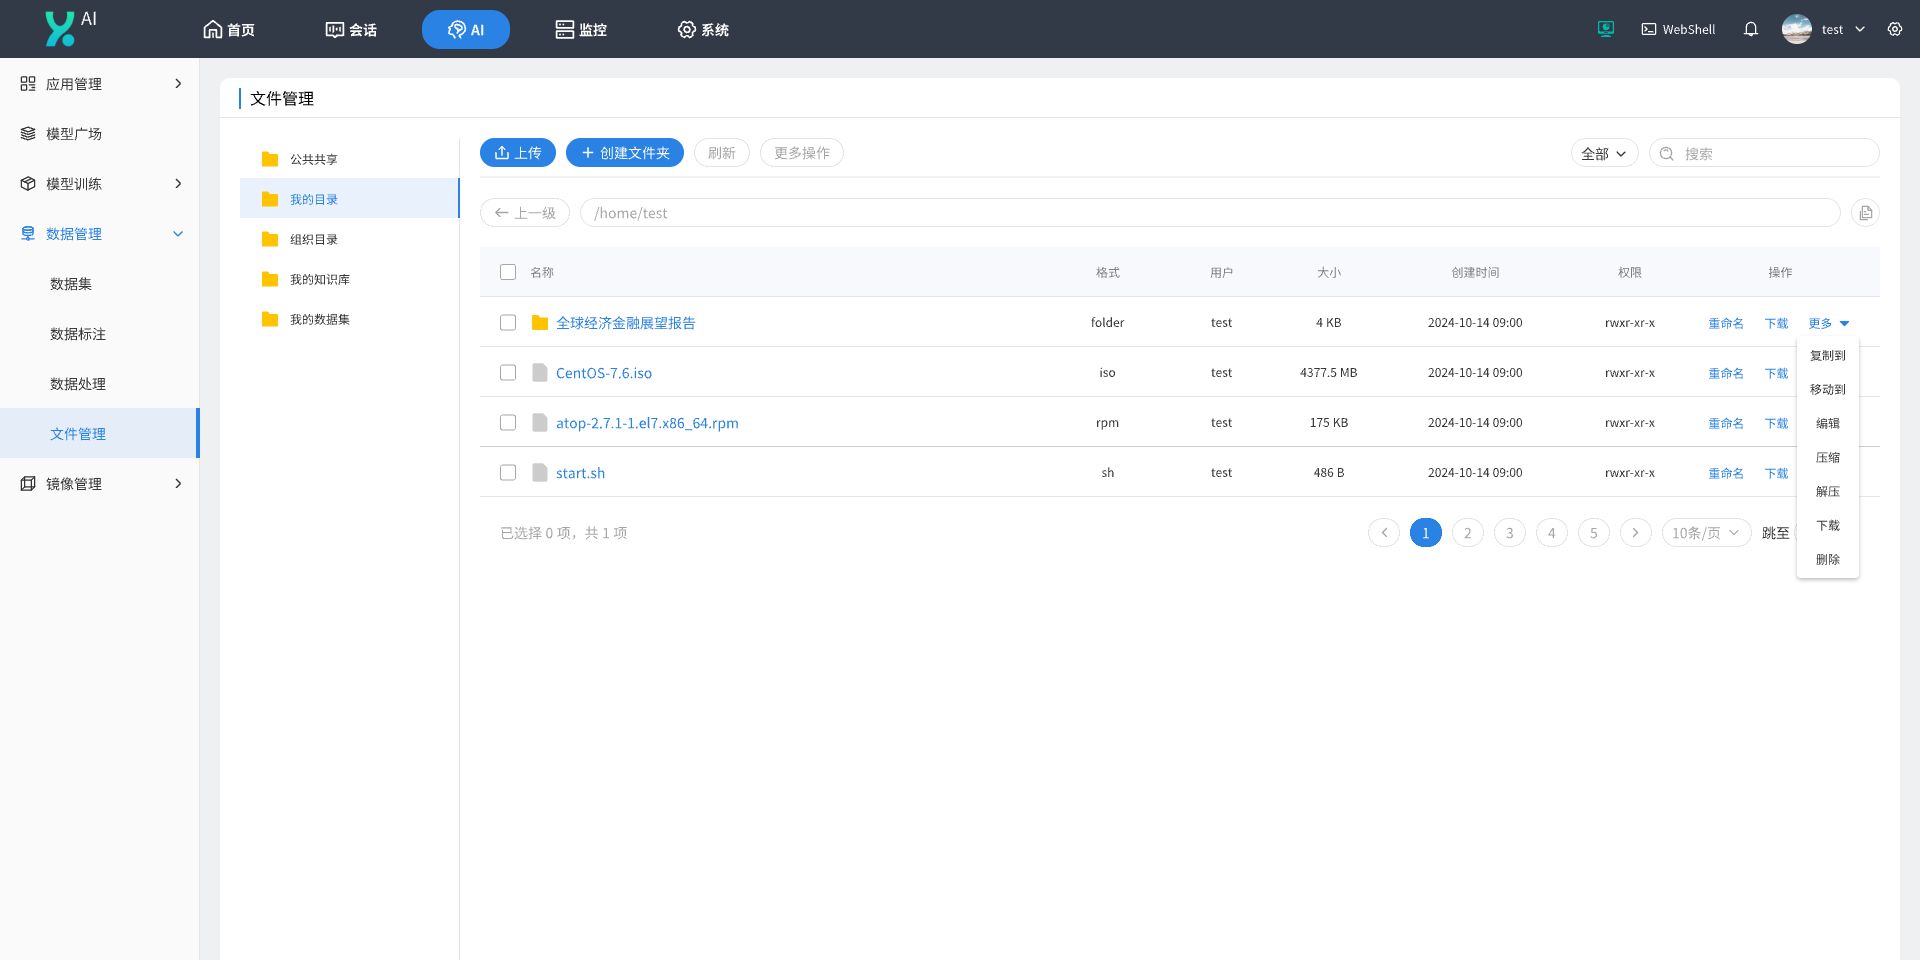 AI
首页
会话
AI
监控
系统
WebShell
test
应用管理
模型广场
模型训练
数据管理
数据集
数据标注
数据处理
文件管理
镜像管理
文件管理
公共共享
我的目录
组织目录
我的知识库
我的数据集
上传
创建文件夹
刷新
更多操作
全部
搜索
上一级
/home/test
名称 格式 用户 大小 创建时间 权限 操作
全球经济金融展望报告 folder test 4 KB 2024-10-14 09:00 rwxr-xr-x 重命名 下载 更多
CentOS-7.6.iso iso test 4377.5 MB 2024-10-14 09:00 rwxr-xr-x 重命名 下载
atop-2.7.1-1.el7.x86_64.rpm rpm test 175 KB 2024-10-14 09:00 rwxr-xr-x 重命名 下载
start.sh sh test 486 B 2024-10-14 09:00 rwxr-xr-x 重命名 下载
复制到
移动到
编辑
压缩
解压
下载
删除
已选择 0 项，共 1 项
1 2 3 4 5 10条/页 跳至